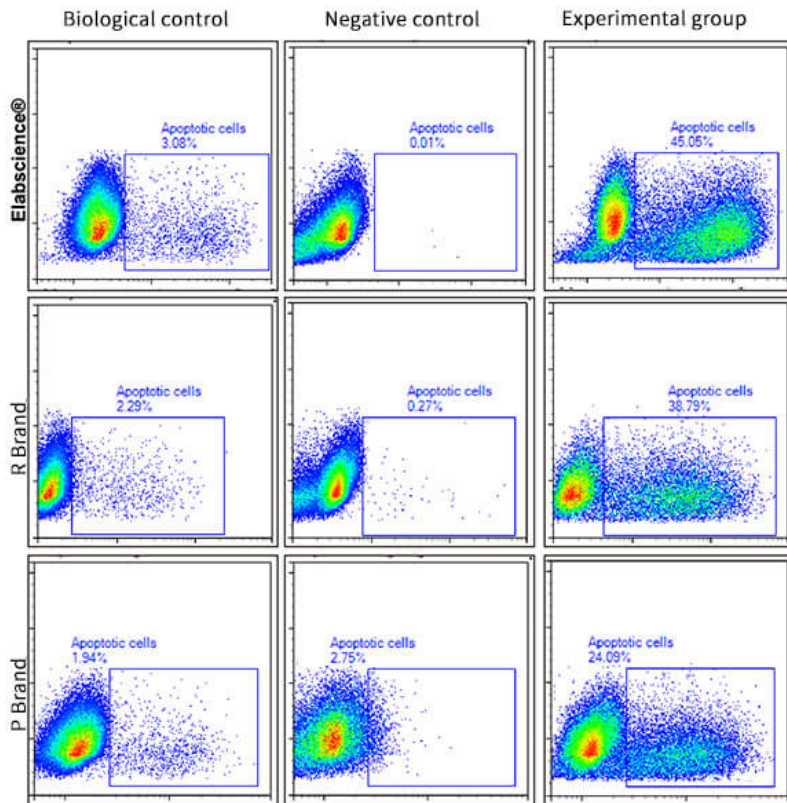 Biological control
Negative control
Experimental group
Elabscience®
Apoptotic cells
3.08%
Apoptotic cells
0.01%
Apoptotic cells
45.05%
R Brand
Apoptotic cells
2.29%
Apoptotic cells
0.27%
Apoptotic cells
38.79%
P Brand
Apoptotic cells
1.94%
Apoptotic cells
2.75%
Apoptotic cells
24.09%